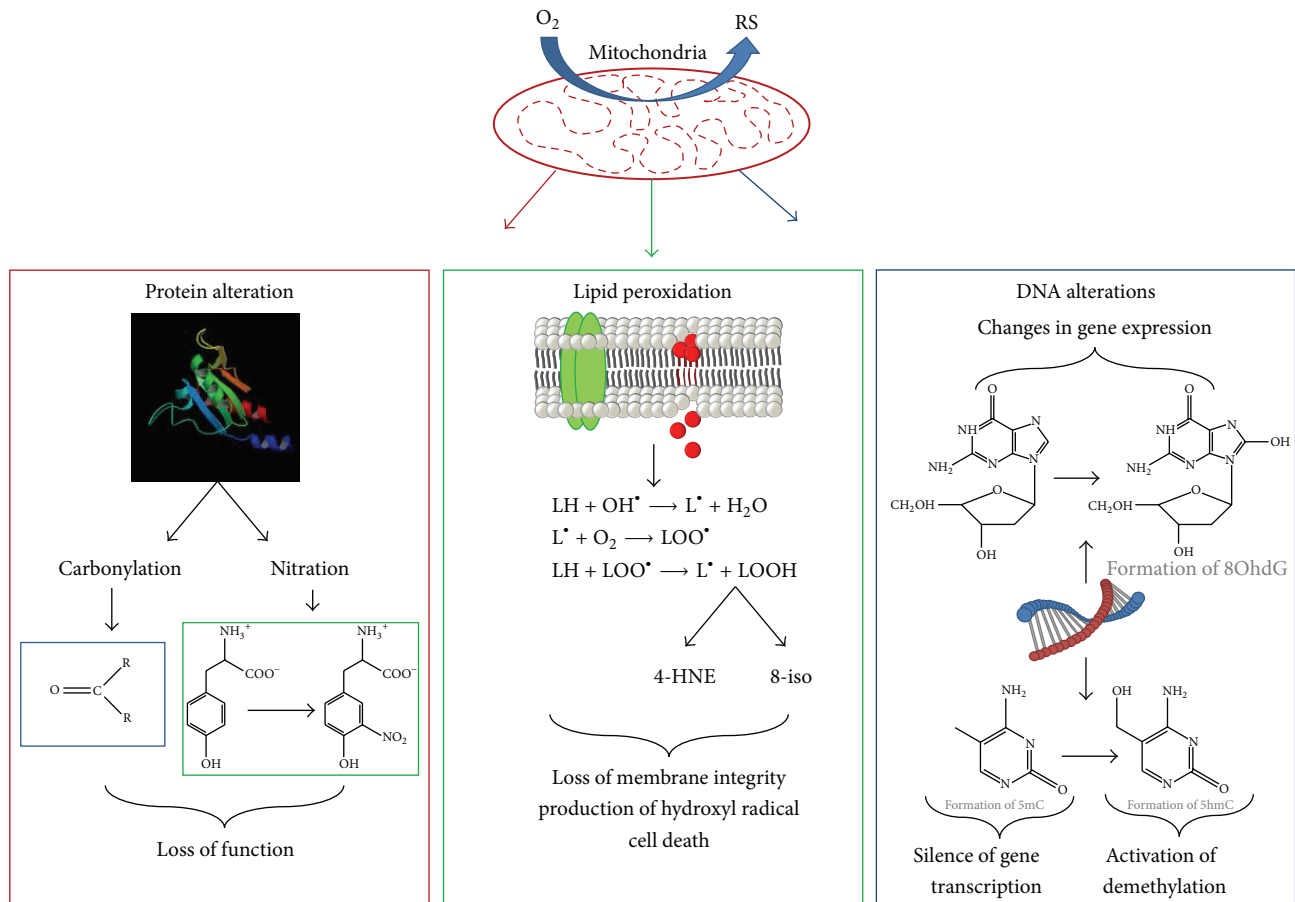 O₂
RS
Mitochondria
Protein alteration
Carbonylation
Nitration
O
C
R
R
NH₃⁺
COO⁻
OH
NH₃⁺
COO⁻
NO₂
OH
Loss of function
Lipid peroxidation
LH + OH• ⟶ L• + H₂O
L• + O₂ ⟶ LOO•
LH + LOO• ⟶ L• + LOOH
4-HNE
8-iso
Loss of membrane integrity
production of hydroxyl radical
cell death
DNA alterations
Changes in gene expression
O
NH
N
NH₂
N
N
O
CH₂OH
OH
O
NH
N
OH
NH₂
N
N
O
CH₂OH
OH
Formation of 8OhdG
NH₂
N
N
O
Formation of 5mC
OH
NH₂
N
N
O
Formation of 5hmC
Silence of gene
transcription
Activation of
demethylation